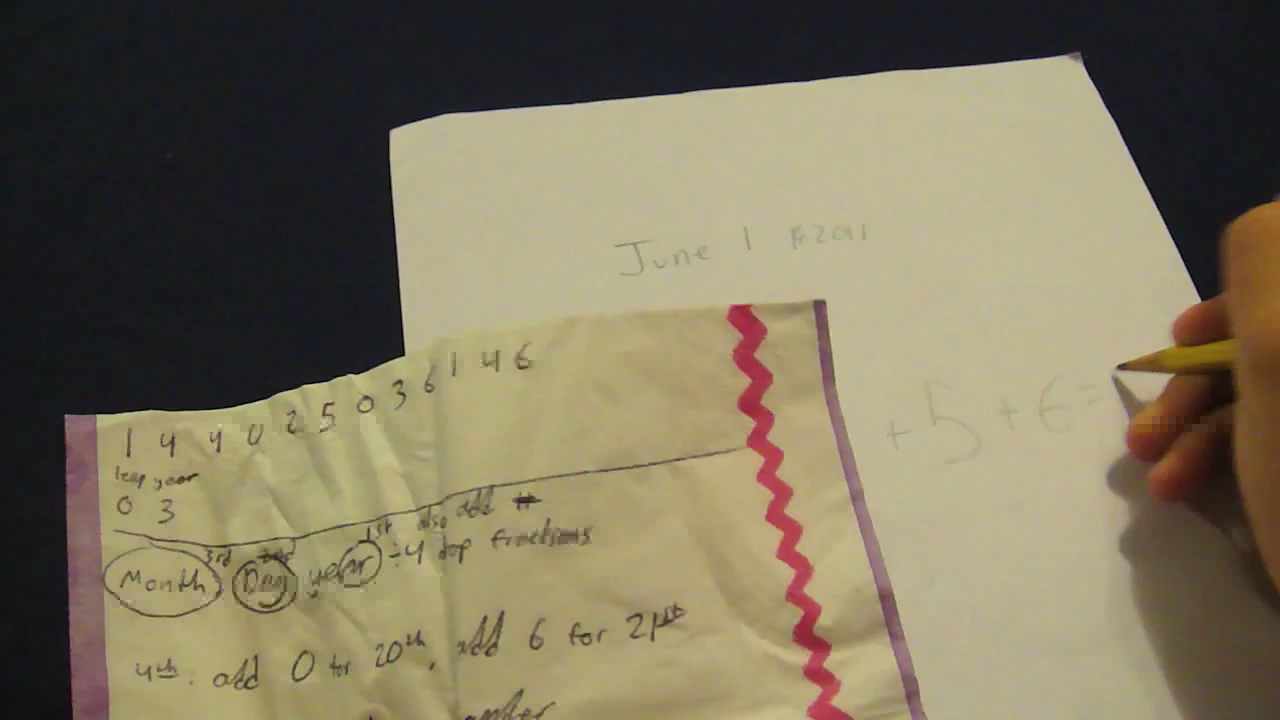 June 1 2011
+5+6=
1 4 4 0 2 5 0 3 6 1 4 6
leap year
0 3
1st also add
3rd
Month Day year ÷4 drop fractions
4th: add 0 for 20th, add 6 for 21st